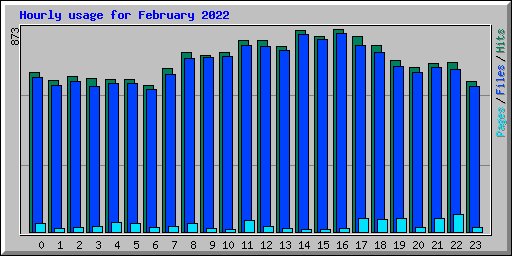 Hourly usage for February 2022
873
Pages/Files/Hits
0 1 2 3 4 5 6 7 8 9 10 11 12 13 14 15 16 17 18 19 20 21 22 23